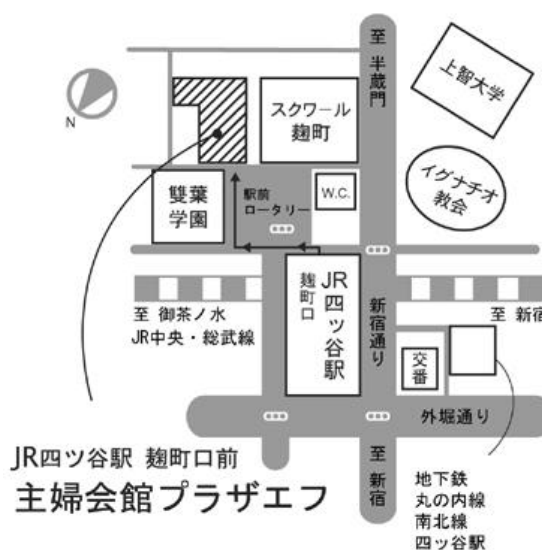 至 半蔵門
上智大学
N
スクワール
麹町
イグナチオ
教会
雙葉
学園
駅前
ロータリー
W.C.
麹町口
JR四ツ谷駅
新宿通り
至 御茶ノ水
JR中央・総武線
至 新宿
交番
外堀通り
至 新宿
JR四ツ谷駅 麹町口前
主婦会館プラザエフ
地下鉄
丸の内線
南北線
四ツ谷駅